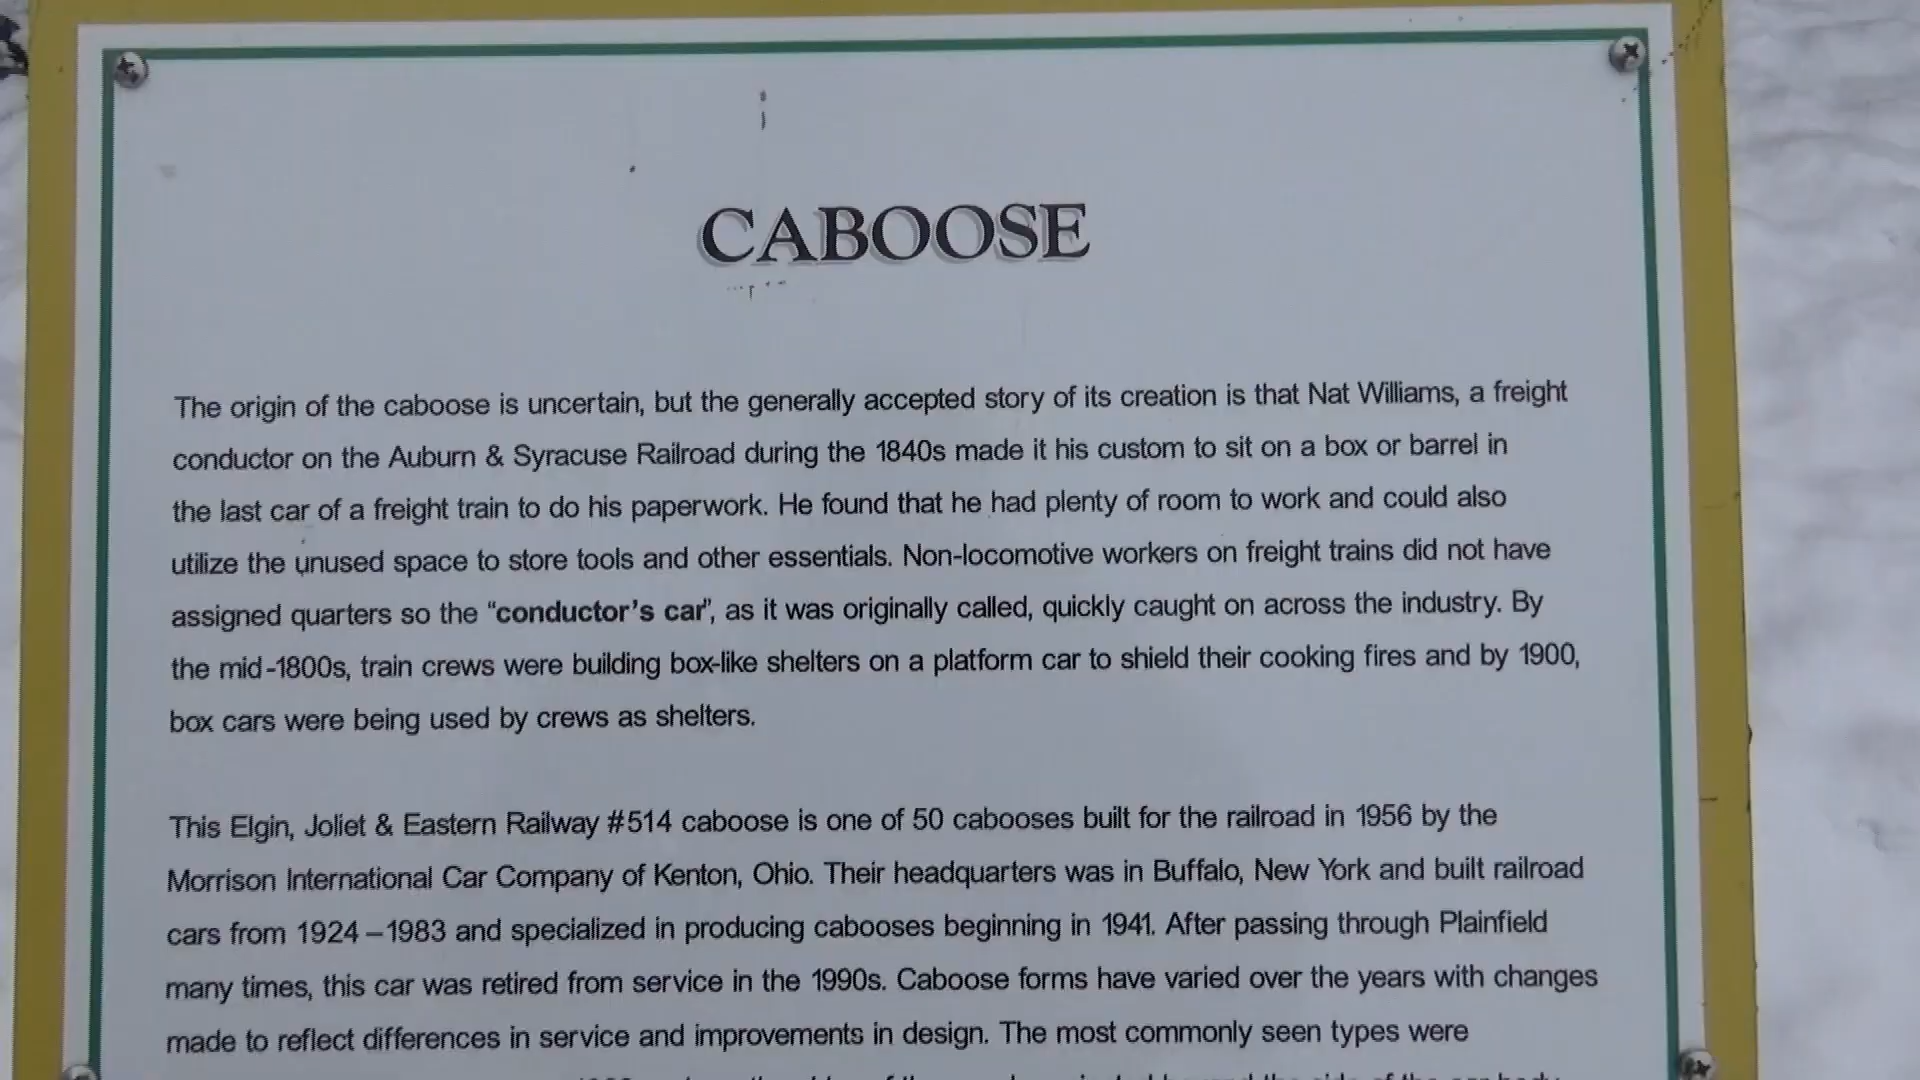 CABOOSE
The origin of the caboose is uncertain, but the generally accepted story of its creation is that Nat Williams, a freight
conductor on the Auburn & Syracuse Railroad during the 1840s made it his custom to sit on a box or barrel in
the last car of a freight train to do his paperwork. He found that he had plenty of room to work and could also
utilize the unused space to store tools and other essentials. Non-locomotive workers on freight trains did not have
assigned quarters so the “conductor’s car”, as it was originally called, quickly caught on across the industry. By
the mid-1800s, train crews were building box-like shelters on a platform car to shield their cooking fires and by 1900,
box cars were being used by crews as shelters.
This Elgin, Joliet & Eastern Railway #514 caboose is one of 50 cabooses built for the railroad in 1956 by the
Morrison International Car Company of Kenton, Ohio. Their headquarters was in Buffalo, New York and built railroad
cars from 1924–1983 and specialized in producing cabooses beginning in 1941. After passing through Plainfield
many times, this car was retired from service in the 1990s. Caboose forms have varied over the years with changes
made to reflect differences in service and improvements in design. The most commonly seen types were